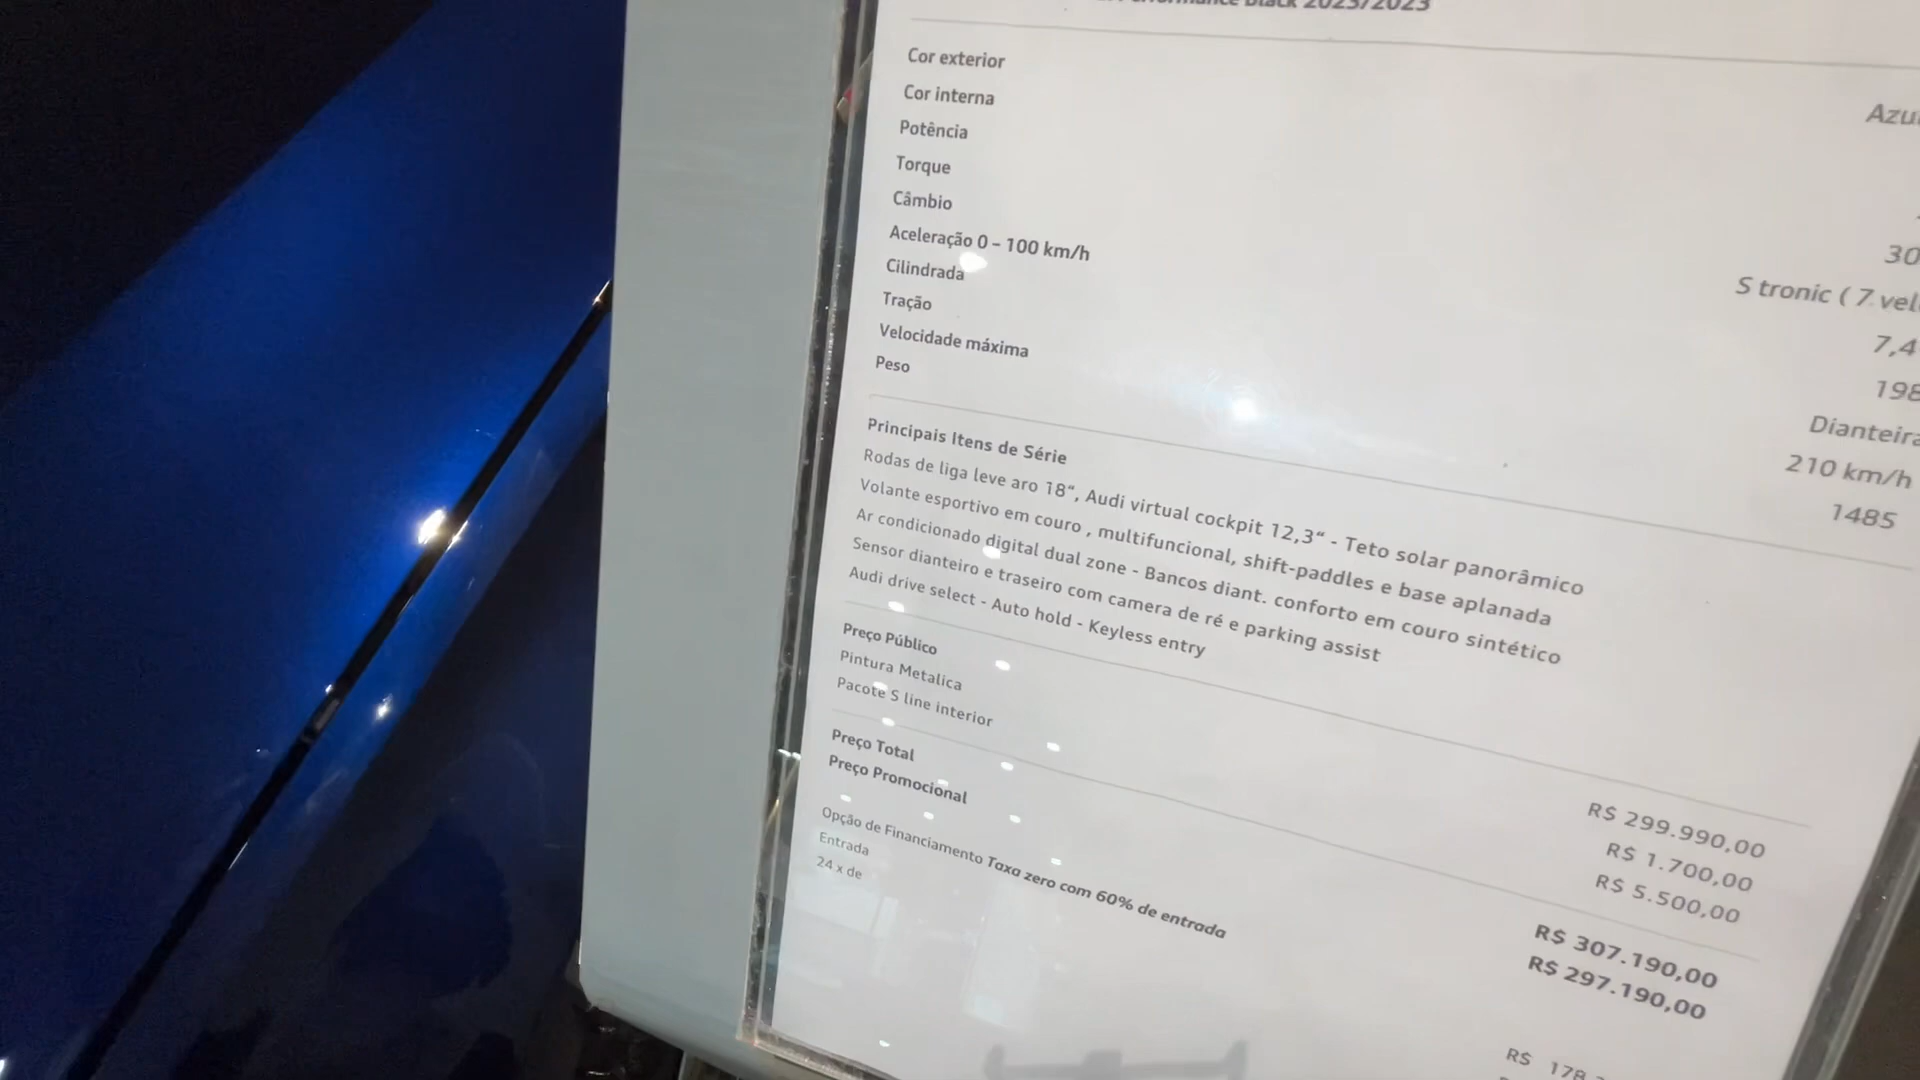 Performance Black 2023/2023
Cor exterior
Azul
Cor interna
Potência
Torque
30
Câmbio
S tronic ( 7 vel
Aceleração 0 – 100 km/h
7,4
Cilindrada
198
Tração
Dianteira
Velocidade máxima
210 km/h
Peso
1485
Principais Itens de Série
Rodas de liga leve aro 18“, Audi virtual cockpit 12,3“ - Teto solar panorâmico
Volante esportivo em couro , multifuncional, shift-paddles e base aplanada
Ar condicionado digital dual zone - Bancos diant. conforto em couro sintético
Sensor dianteiro e traseiro com camera de ré e parking assist
Audi drive select - Auto hold - Keyless entry
Preço Público
R$ 299.990,00
Pintura Metalica
R$ 1.700,00
Pacote S line interior
R$ 5.500,00
Preço Total
R$ 307.190,00
Preço Promocional
R$ 297.190,00
Opção de Financiamento Taxa zero com 60% de entrada
Entrada
R$ 178.
24 x de